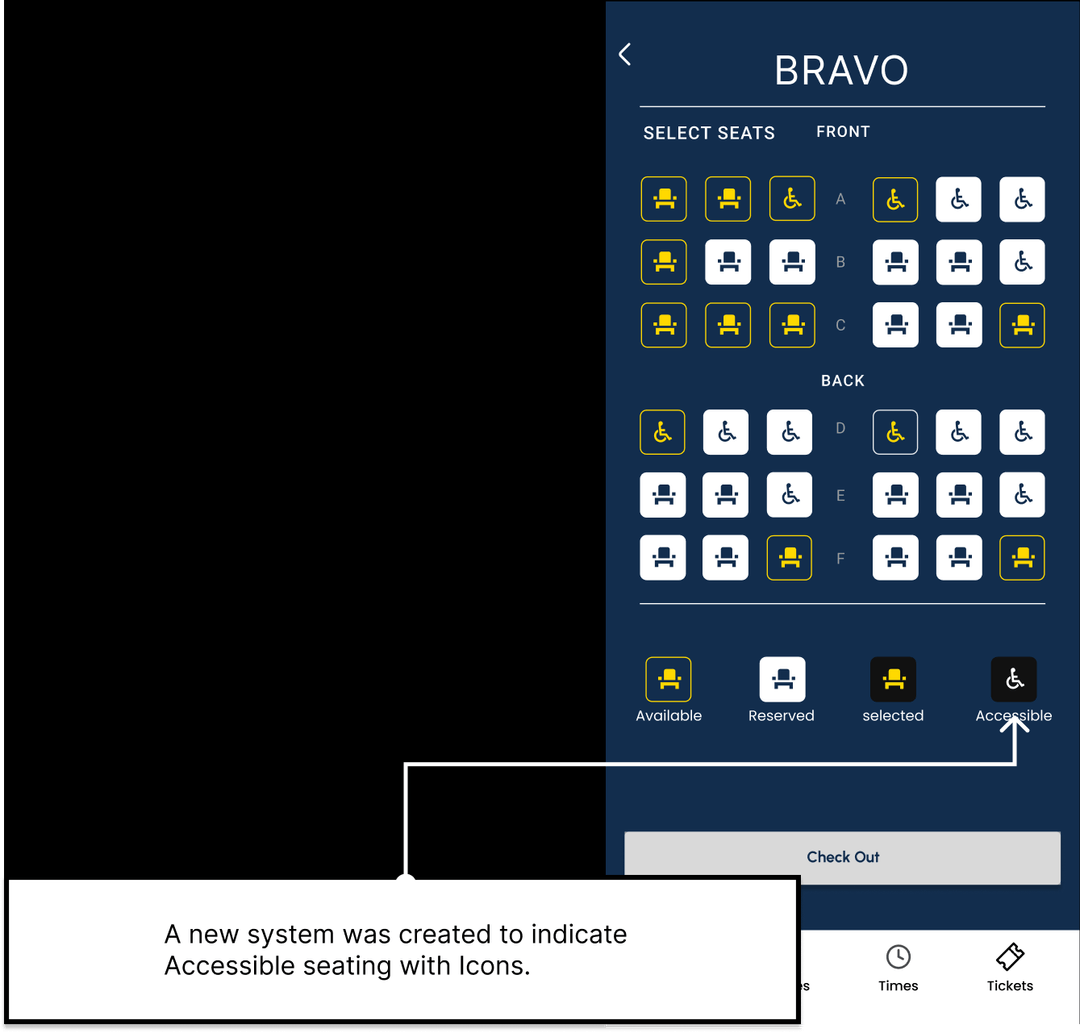 BRAVO
SELECT SEATS FRONT
A
B
C
BACK
D
E
F
Available Reserved selected Accessible
Check Out
A new system was created to indicate
Accessible seating with Icons.
es Times Tickets